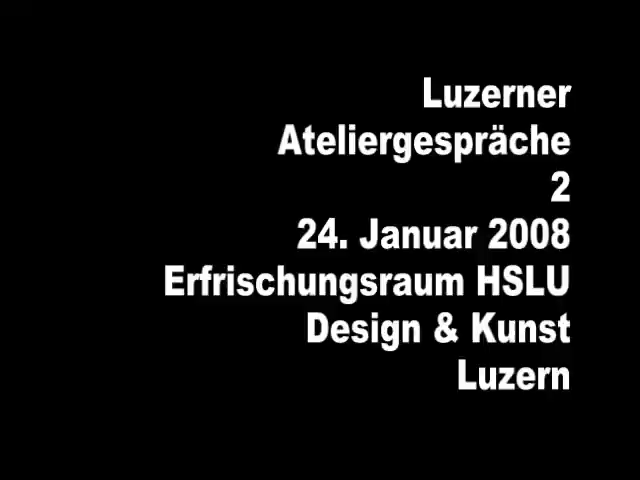 Luzerner
Ateliergespräche
2
24. Januar 2008
Erfrischungsraum HSLU
Design & Kunst
Luzern